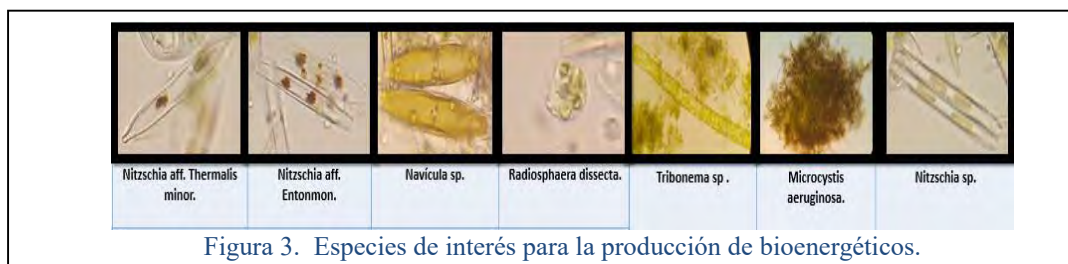 Nitzschia aff. Thermalis minor.
Nitzschia aff. Entonmon.
Navicula sp.
Radiosphaera dissecta.
Tribonema sp .
Microcystis aeruginosa.
Nitzschia sp.
Figura 3. Especies de interés para la producción de bioenergéticos.